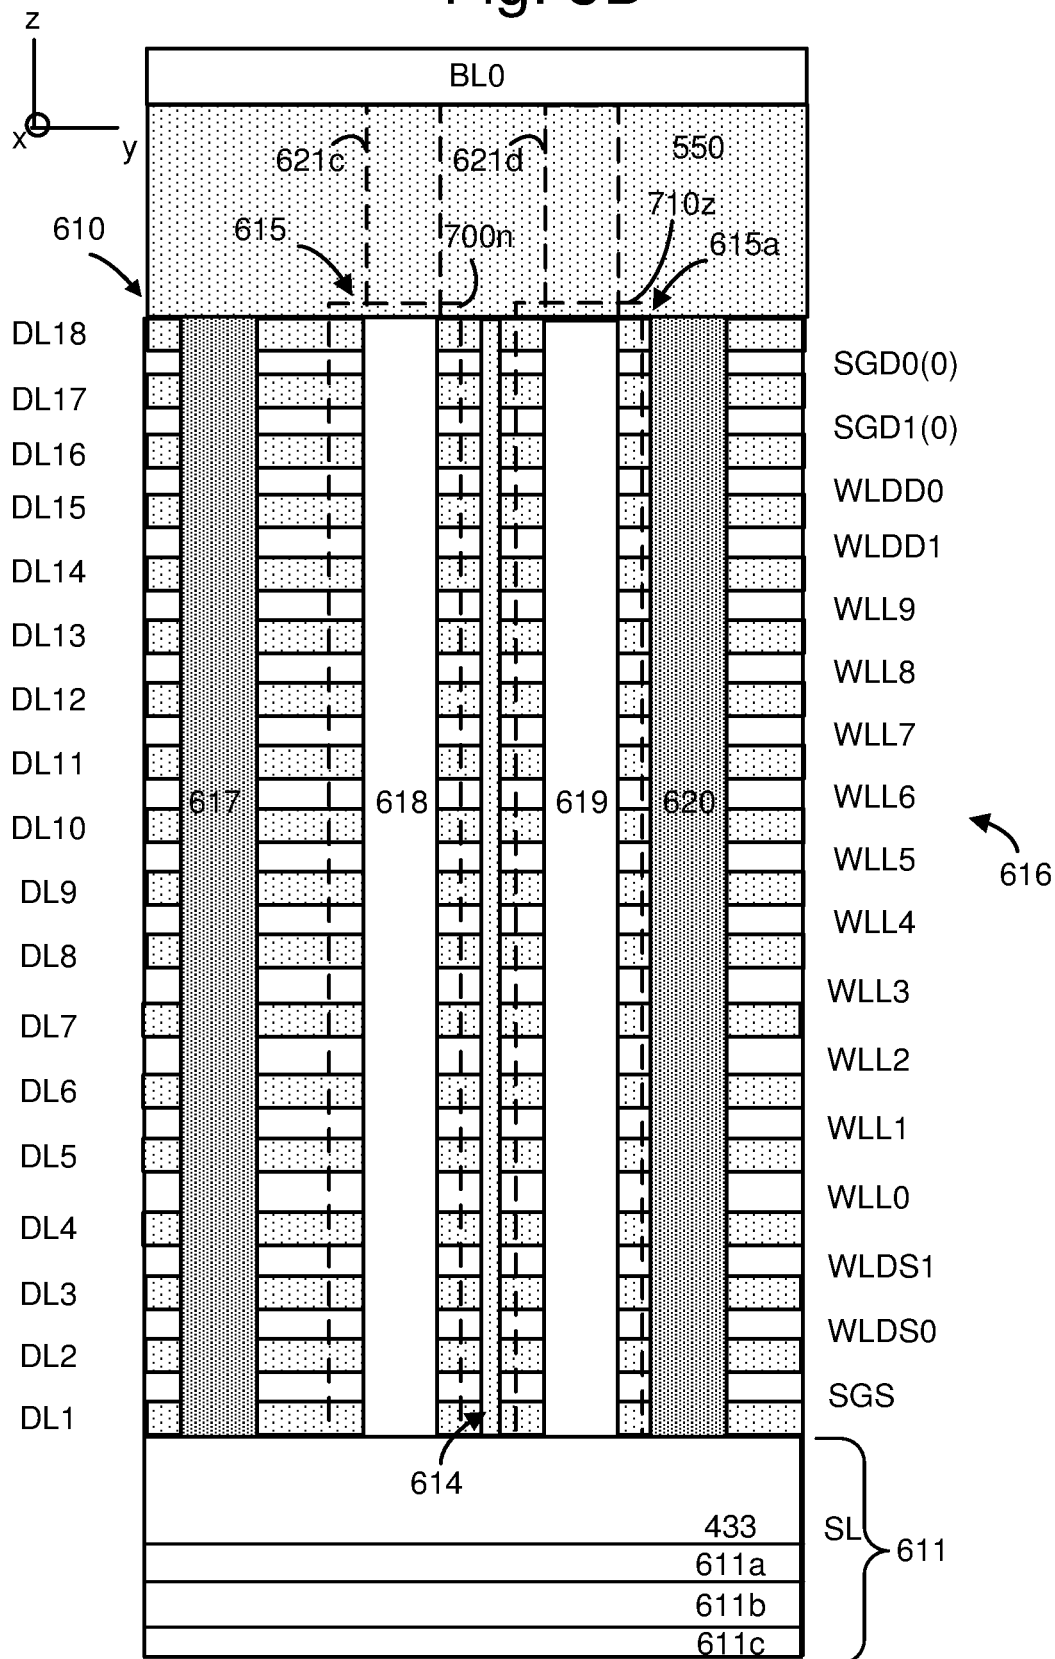 z
BL0
x
y
621c
621d
550
710z
610
615
700n
615a
DL18
SGD0(0)
DL17
SGD1(0)
DL16
WLDD0
DL15
WLDD1
DL14
WLL9
DL13
WLL8
DL12
WLL7
DL11
WLL6
617
618
619
620
DL10
WLL5
616
DL9
WLL4
DL8
WLL3
DL7
WLL2
DL6
WLL1
DL5
WLL0
DL4
WLDS1
DL3
WLDS0
DL2
SGS
DL1
614
433
SL
611
611a
611b
611c